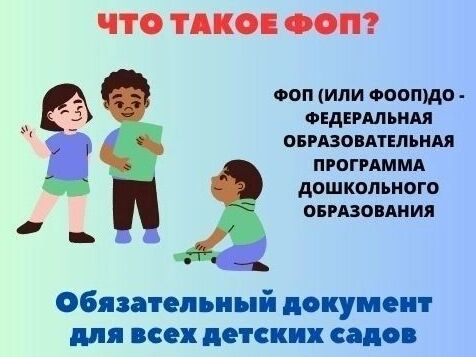 ЧТО ТАКОЕ ФОП?
ФОП (ИЛИ ФООП)ДО -
ФЕДЕРАЛЬНАЯ
ОБРАЗОВАТЕЛЬНАЯ
ПРОГРАММА
ДОШКОЛЬНОГО
ОБРАЗОВАНИЯ
Обязательный документ
для всех детских садов